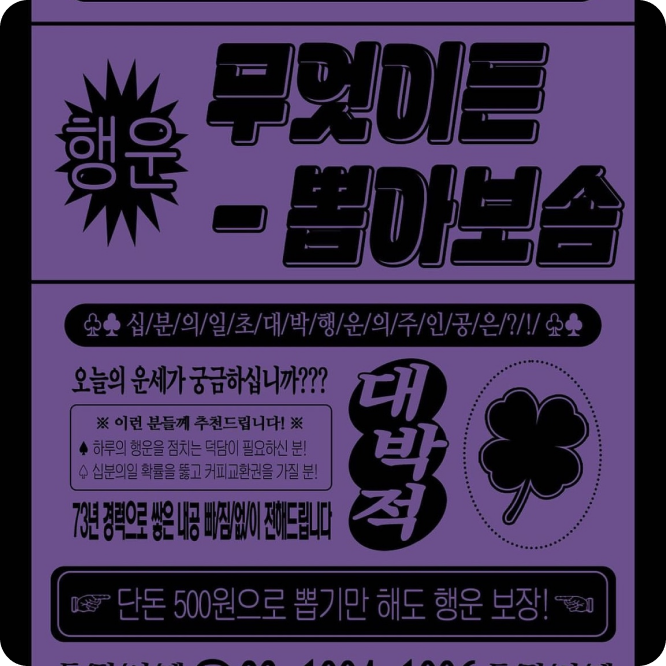 행운
무엇이든
- 뽑아보솜
♧♣ 십/분/의/일/초/대/박/행/운/의/주/인/공/은/?/!/ ♧♣
오늘의 운세가 궁금하십니까???
※ 이런 분들께 추천드립니다! ※
♠ 하루의 행운을 점치는 덕담이 필요하신 분!
♤ 십분의일 확률을 뚫고 커피교환권을 가질 분!
73년 경력으로 쌓은 내공 빠/짐/없/이 전해드립니다
대
박
적
☞ 단돈 500원으로 뽑기만 해도 행운 보장! ☜